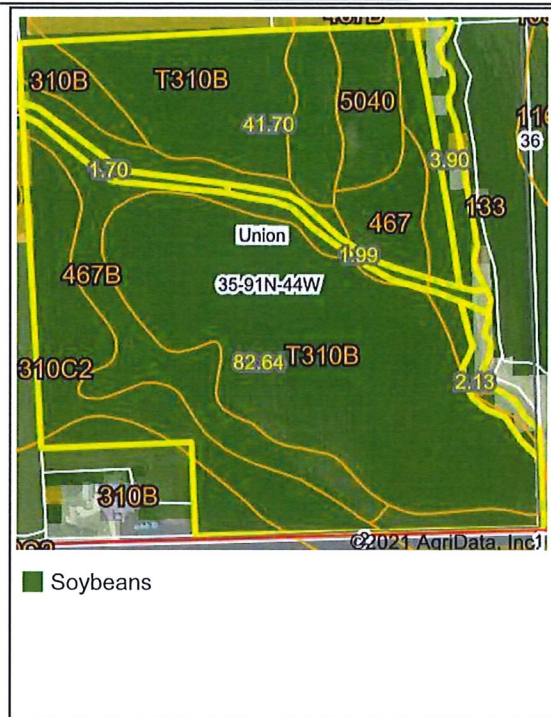 310B
T310B
5040
41.70
36
1.70
3.90
133
467
Union
1.99
467B
35-91N-44W
310C2
82.64
T310B
2.13
310B
©2021 AgriData, Inc.
Soybeans